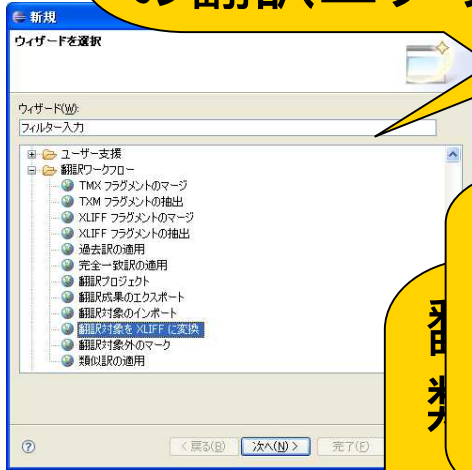 の翻訳(ユーザ
新規
ウィザードを選択
ウィザード(W):
フィルター入力
ユーザー支援
翻訳ワークフロー
TMX フラグメントのマージ
TXM フラグメントの抽出
XLIFF フラグメントのマージ
XLIFF フラグメントの抽出
過去訳の適用
完全一致訳の適用
翻訳プロジェクト
翻訳成果のエクスポート
翻訳対象のインポート
翻訳対象を XLIFF に変換
翻訳対象外のマーク
類似訳の適用
< 戻る(B)
次へ(N) >
完了(F)